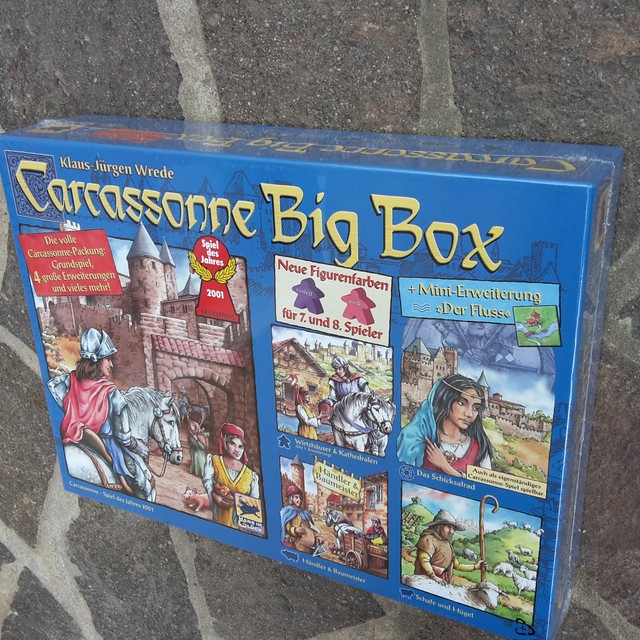 Carcassonne Big Box
Klaus-Jürgen Wrede
Carcassonne Big Box
Die volle
Carcassonne-Packung:
Grundspiel,
4 große Erweiterungen
und vieles mehr!
Spiel
des
Jahres
2001
Neue Figurenfarben
für 7. und 8. Spieler
+ Mini-Erweiterung
»Der Fluss«
Wirtshäuser & Kathedralen
Das Schicksalsrad
Auch als eigenständiges
Carcassonne-Spiel spielbar
Händler &
Baumeister
Händler & Baumeister
Schafe und Hügel
HANS IM
GLÜCK
Carcassonne - Spiel des Jahres 2001